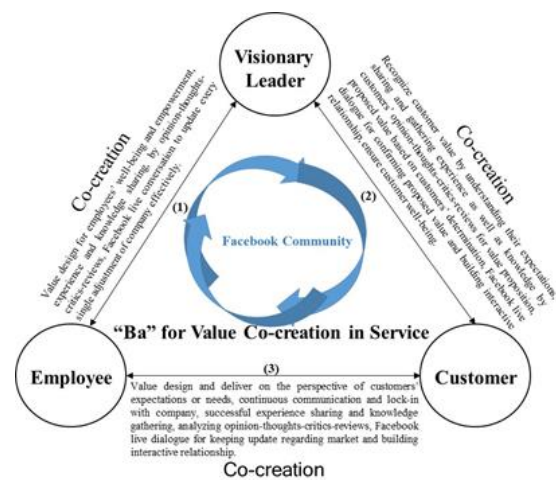 Visionary
Leader
Co-creation
Value design for employees' well-being and empowerment,
experience and knowledge sharing, by opinion-thoughts-
critics-reviews, Facebook live conversation to update every
single adjustment of company effectively.
(1)
Co-creation
Recognize customer value by understanding their expectations,
sharing and gathering experience as well as knowledge by
customers' opinion-thoughts-critics-reviews for value proposition,
proposed value based on customers' determination, Facebook live
dialogue for confirming proposed value and building interactive
relationship, ensure customer well-being.
(2)
Facebook Community
"Ba" for Value Co-creation in Service
Employee
(3)
Customer
Value design and deliver on the perspective of customers'
expectations or needs, continuous communication and lock-in
with company, successful experience sharing and knowledge
gathering, analyzing opinion-thoughts-critics-reviews, Facebook
live dialogue for keeping update regarding market and building
interactive relationship.
Co-creation